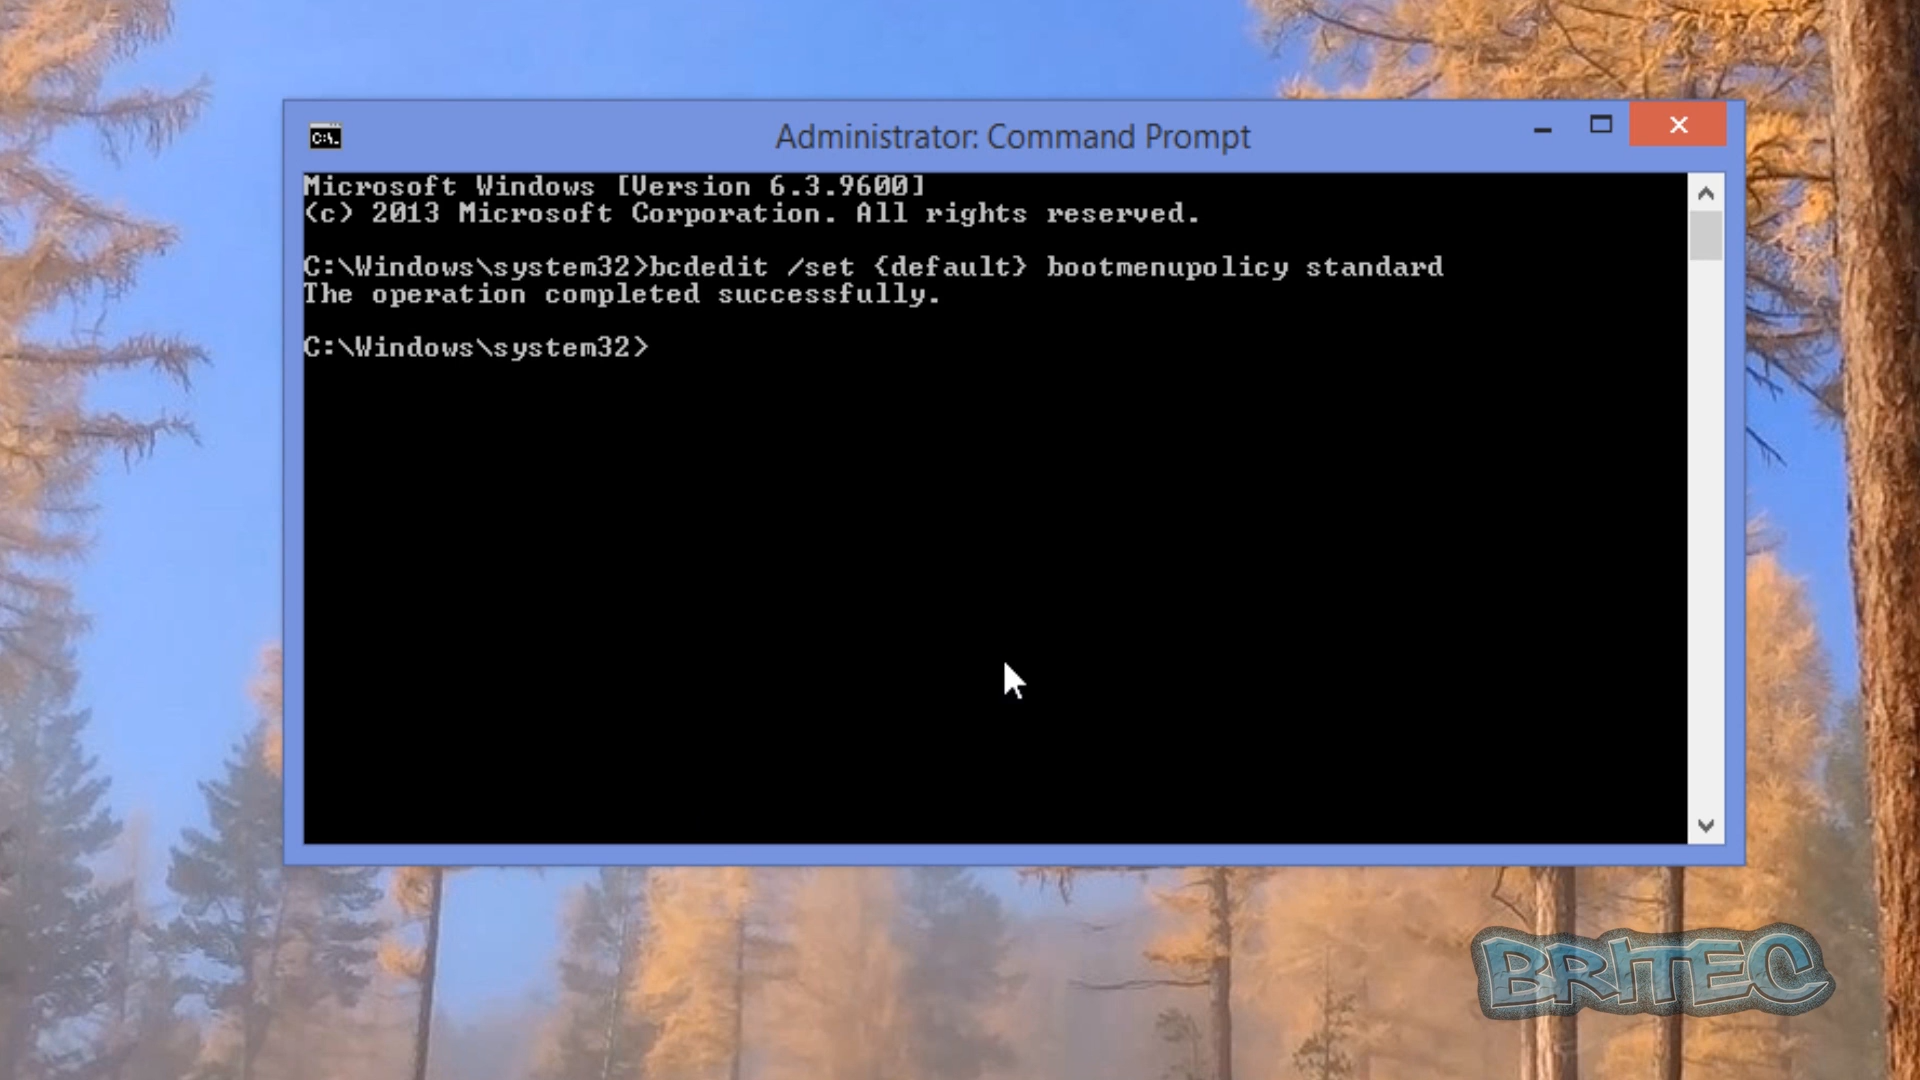 C:\.
Administrator: Command Prompt
Microsoft Windows [Version 6.3.9600]
(c) 2013 Microsoft Corporation. All rights reserved.
C:\Windows\system32>bcdedit /set {default} bootmenupolicy standard
The operation completed successfully.
C:\Windows\system32>
BRITEC